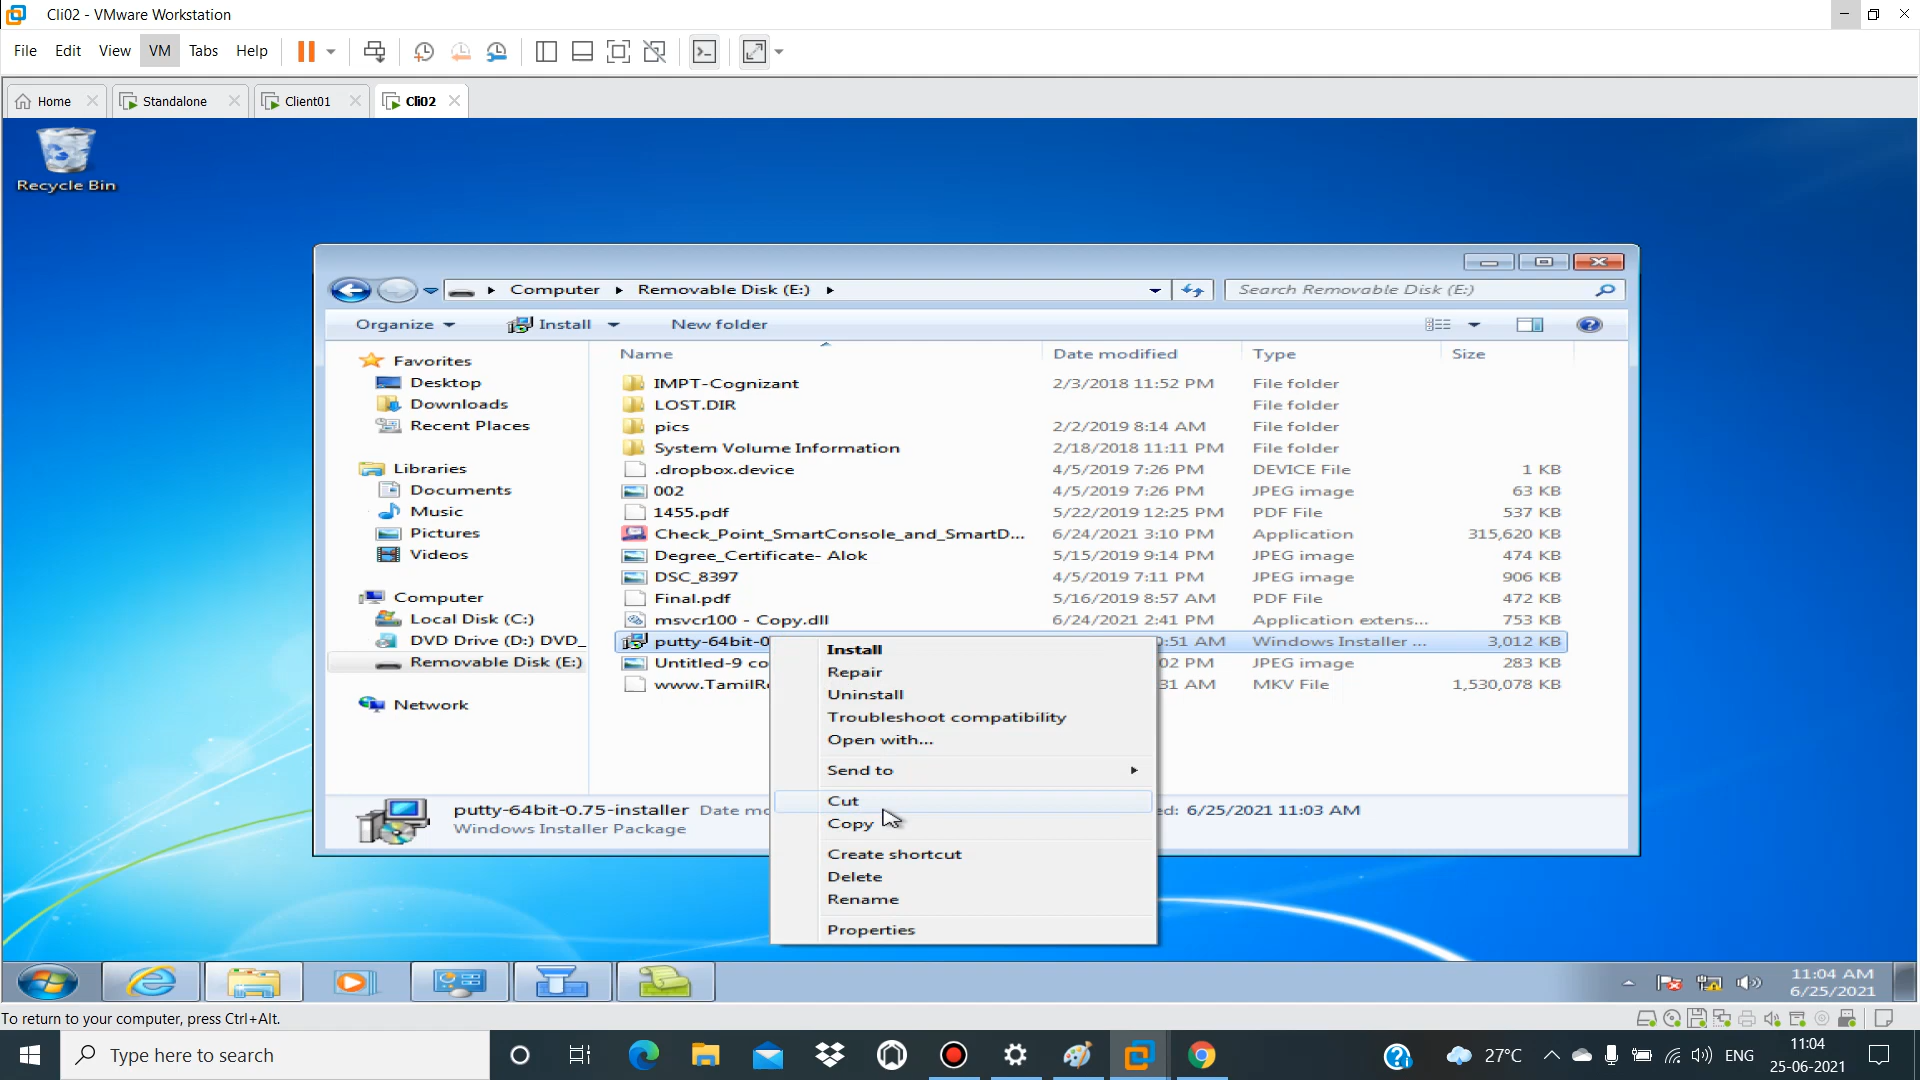 Cli02 - VMware Workstation
File Edit View VM Tabs Help
Home Standalone Client01 Cli02
Recycle Bin
Computer Removable Disk (E:) Search Removable Disk (E:)
Organize Install New folder
Name Date modified Type Size
Favorites
Desktop
Downloads
Recent Places
Libraries
Documents
Music
Pictures
Videos
Computer
Local Disk (C:)
DVD Drive (D:) DVD_
Removable Disk (E:)
Network
IMPT-Cognizant 2/3/2018 11:52 PM File folder
LOST.DIR File folder
pics 2/2/2019 8:14 AM File folder
System Volume Information 2/18/2018 11:11 PM File folder
.dropbox.device 4/5/2019 7:26 PM DEVICE File 1 KB
002 4/5/2019 7:26 PM JPEG image 63 KB
1455.pdf 5/22/2019 12:25 PM PDF File 537 KB
Check_Point_SmartConsole_and_SmartD... 6/24/2021 3:10 PM Application 315,620 KB
Degree_Certificate- Alok 5/15/2019 9:14 PM JPEG image 474 KB
DSC_8397 4/5/2019 7:11 PM JPEG image 906 KB
Final.pdf 5/16/2019 8:57 AM PDF File 472 KB
msvcr100 - Copy.dll 6/24/2021 2:41 PM Application extens... 753 KB
putty-64bit-0 :51 AM Windows Installer ... 3,012 KB
Untitled-9 co 02 PM JPEG image 283 KB
www.TamilR 31 AM MKV File 1,530,078 KB
Install
Repair
Uninstall
Troubleshoot compatibility
Open with...
Send to
Cut
Copy
Create shortcut
Delete
Rename
Properties
putty-64bit-0.75-installer Date mo ed: 6/25/2021 11:03 AM
Windows Installer Package
11:04 AM
6/25/2021
To return to your computer, press Ctrl+Alt.
Type here to search
27°C ENG
11:04
25-06-2021